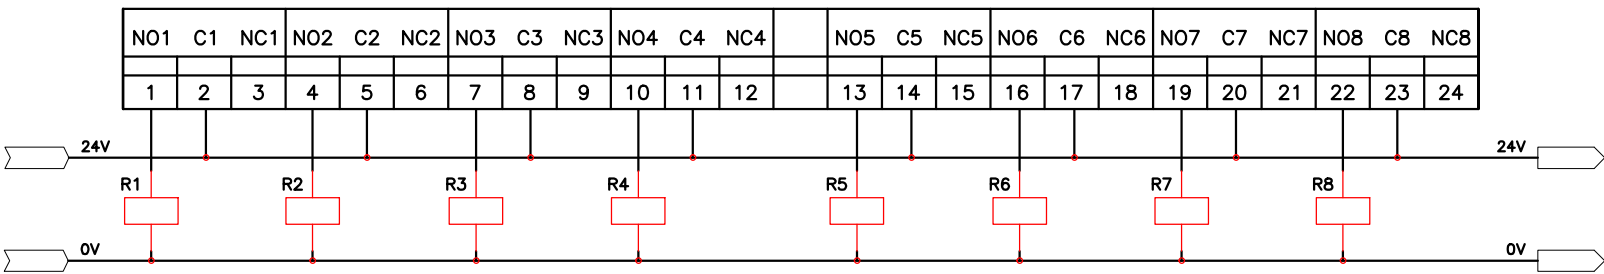 NO1 C1 NC1 NO2 C2 NC2 NO3 C3 NC3 NO4 C4 NC4 NO5 C5 NC5 NO6 C6 NC6 NO7 C7 NC7 NO8 C8 NC8
1 2 3 4 5 6 7 8 9 10 11 12 13 14 15 16 17 18 19 20 21 22 23 24
24V 24V
R1 R2 R3 R4 R5 R6 R7 R8
0V 0V